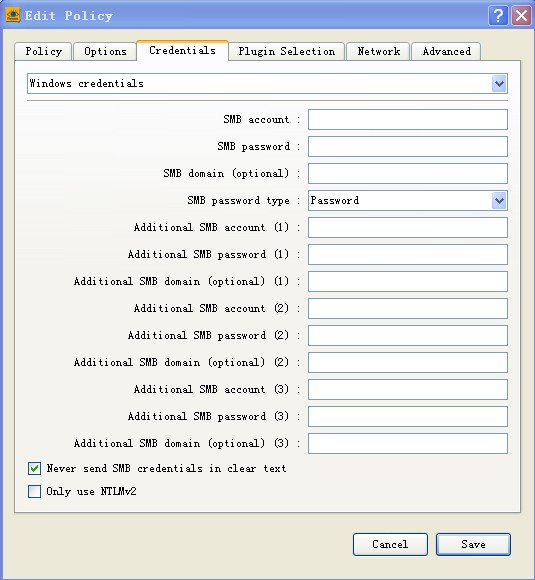 Edit Policy
Policy Options Credentials Plugin Selection Network Advanced
Windows credentials
SMB account :
SMB password :
SMB domain (optional) :
SMB password type : Password
Additional SMB account (1) :
Additional SMB password (1) :
Additional SMB domain (optional) (1) :
Additional SMB account (2) :
Additional SMB password (2) :
Additional SMB domain (optional) (2) :
Additional SMB account (3) :
Additional SMB password (3) :
Additional SMB domain (optional) (3) :
Never send SMB credentials in clear text
Only use NTLMv2
Cancel Save